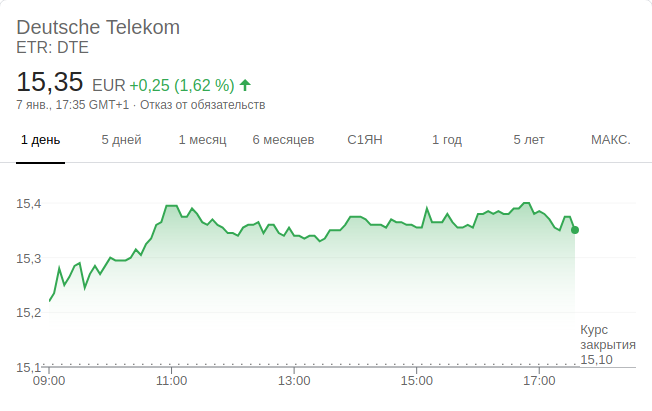 Deutsche Telekom
ETR: DTE
15,35 EUR +0,25 (1,62 %) ↑
7 янв., 17:35 GMT+1 · Отказ от обязательств
1 день 5 дней 1 месяц 6 месяцев С1ЯН 1 год 5 лет МАКС.
15,4
15,3
15,2
Курс
закрытия
15,10
15,1
09:00 11:00 13:00 15:00 17:00